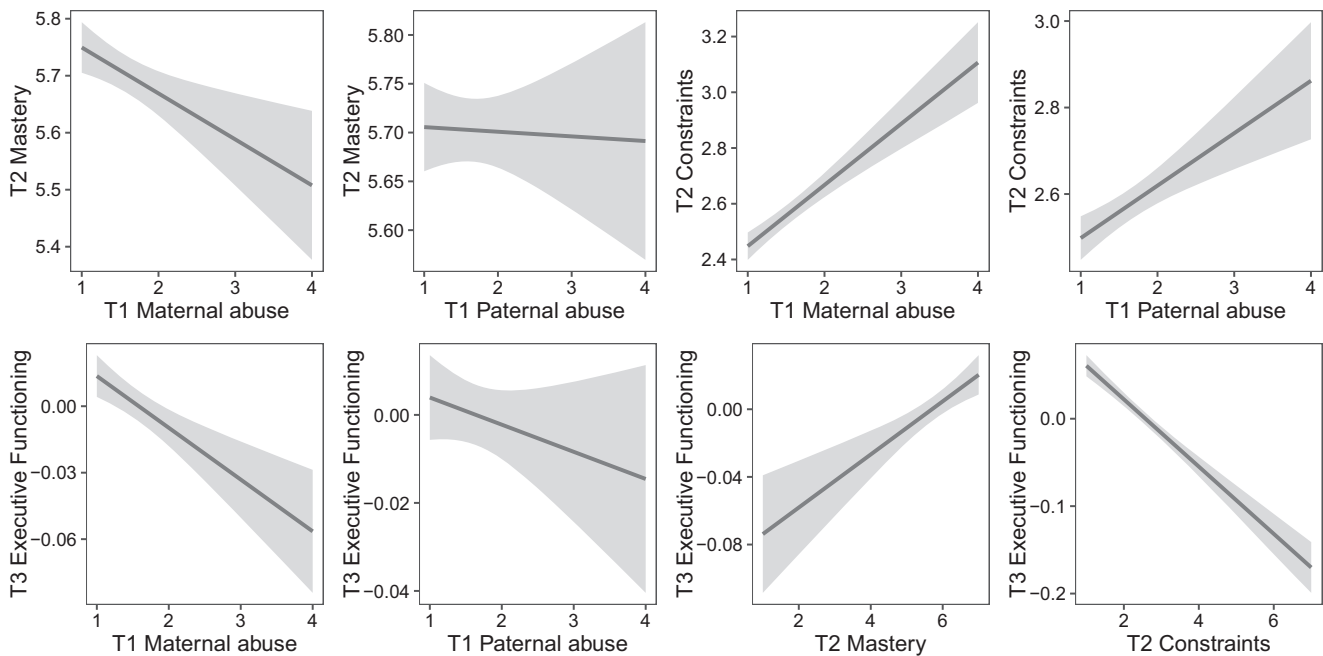 5.8
5.7
5.6
5.5
5.4
T2 Mastery
1 2 3 4
T1 Maternal abuse
5.80
5.75
5.70
5.65
5.60
T2 Mastery
1 2 3 4
T1 Paternal abuse
3.2
3.0
2.8
2.6
2.4
T2 Constraints
1 2 3 4
T1 Maternal abuse
3.0
2.8
2.6
T2 Constraints
1 2 3 4
T1 Paternal abuse
0.00
−0.03
−0.06
T3 Executive Functioning
1 2 3 4
T1 Maternal abuse
0.00
−0.02
−0.04
T3 Executive Functioning
1 2 3 4
T1 Paternal abuse
0.00
−0.04
−0.08
T3 Executive Functioning
2 4 6
T2 Mastery
0.0
−0.1
−0.2
T3 Executive Functioning
2 4 6
T2 Constraints